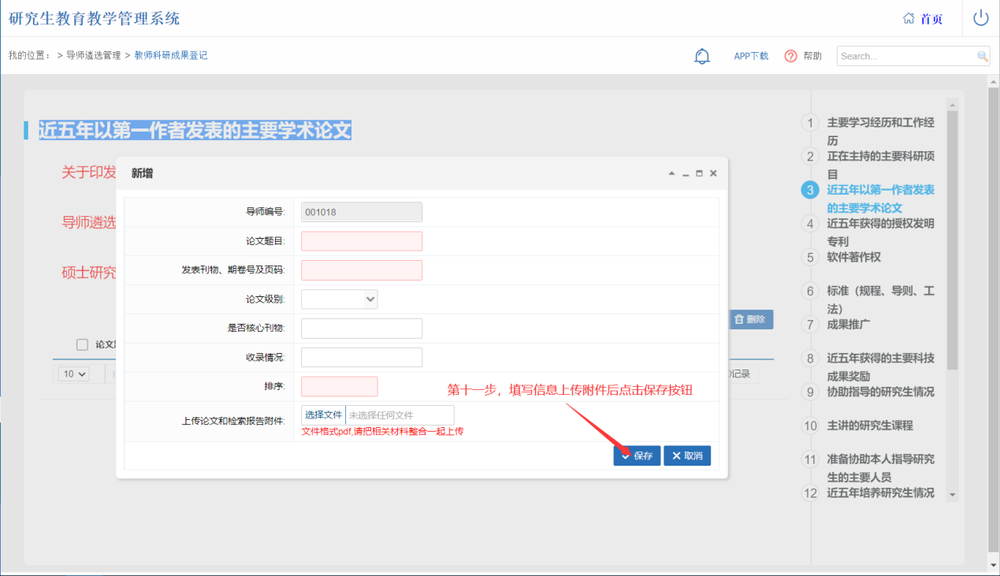 研究生教育教学管理系统
首页
我的位置： > 导师遴选管理 > 教师科研成果登记
APP下载
帮助
Search...
近五年以第一作者发表的主要学术论文
关于印发
导师遴选
硕士研究
删除
论文
10
记录
新增
导师编号:
001018
论文题目:
发表刊物、期卷号及页码:
论文级别:
是否核心刊物:
收录情况:
排序:
第十一步，填写信息上传附件后点击保存按钮
上传论文和检索报告附件:
选择文件 未选择任何文件
文件格式pdf,请把相关材料整合一起上传
保存
取消
1 主要学习经历和工作经
历
2 正在主持的主要科研项
目
3 近五年以第一作者发表
的主要学术论文
4 近五年获得的授权发明
专利
5 软件著作权
6 标准（规程、导则、工
法）
7 成果推广
8 近五年获得的主要科技
成果奖励
9 协助指导的研究生情况
10 主讲的研究生课程
11 准备协助本人指导研究
生的主要人员
12 近五年培养研究生情况